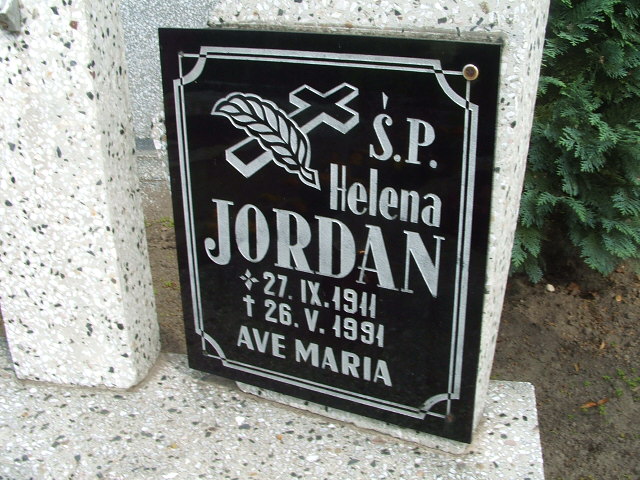 Ś.P.
Helena
JORDAN
27. IX. 1911
† 26. V. 1991
AVE MARIA